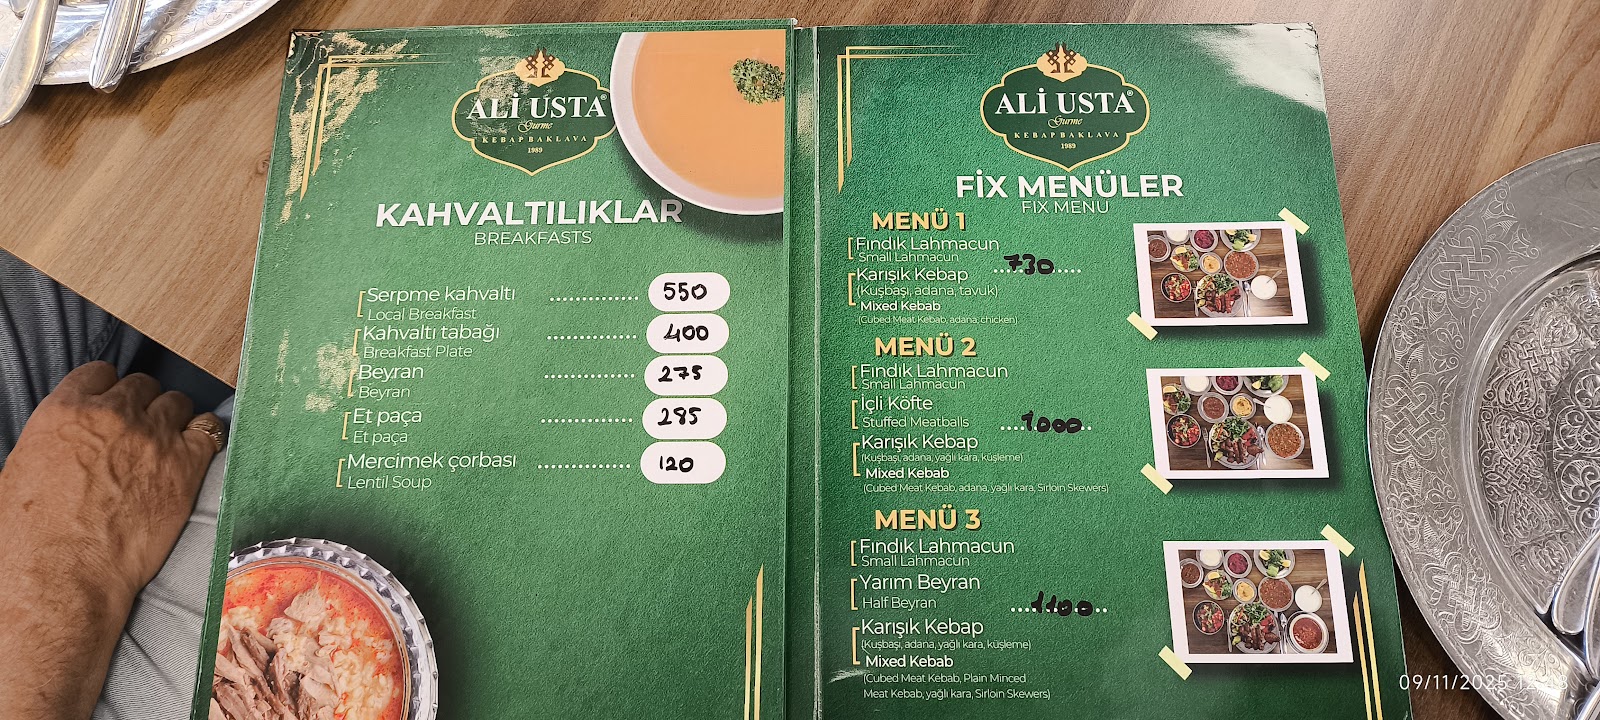 ALİ USTA®
Gurme
KEBAP BAKLAVA
1989
KAHVALTILIKLAR
BREAKFASTS
Serpme kahvaltı .................. 550
Local Breakfast
Kahvaltı tabağı .................. 400
Breakfast Plate
Beyran .................. 275
Beyran
Et paça .................. 285
Et paça
Mercimek çorbası .................. 120
Lentil Soup
ALİ USTA®
Gurme
KEBAP BAKLAVA
1989
FİX MENÜLER
FIX MENU
MENÜ 1
Fındık Lahmacun
Small Lahmacun
730
Karışık Kebap
(Kuşbaşı, adana, tavuk)
Mixed Kebab
(Cubed Meat Kebab, adana, chicken)
MENÜ 2
Fındık Lahmacun
Small Lahmacun
İçli Köfte
Stuffed Meatballs
1000
Karışık Kebap
(Kuşbaşı, adana, yağlı kara, küşleme)
Mixed Kebab
(Cubed Meat Kebab, adana, yağlı kara, Sirloin Skewers)
MENÜ 3
Fındık Lahmacun
Small Lahmacun
Yarım Beyran
Half Beyran
1100
Karışık Kebap
(Kuşbaşı, adana, yağlı kara, küşleme)
Mixed Kebab
(Cubed Meat Kebab, Plain Minced
Meat Kebab, yağlı kara, Sirloin Skewers)
09/11/2025